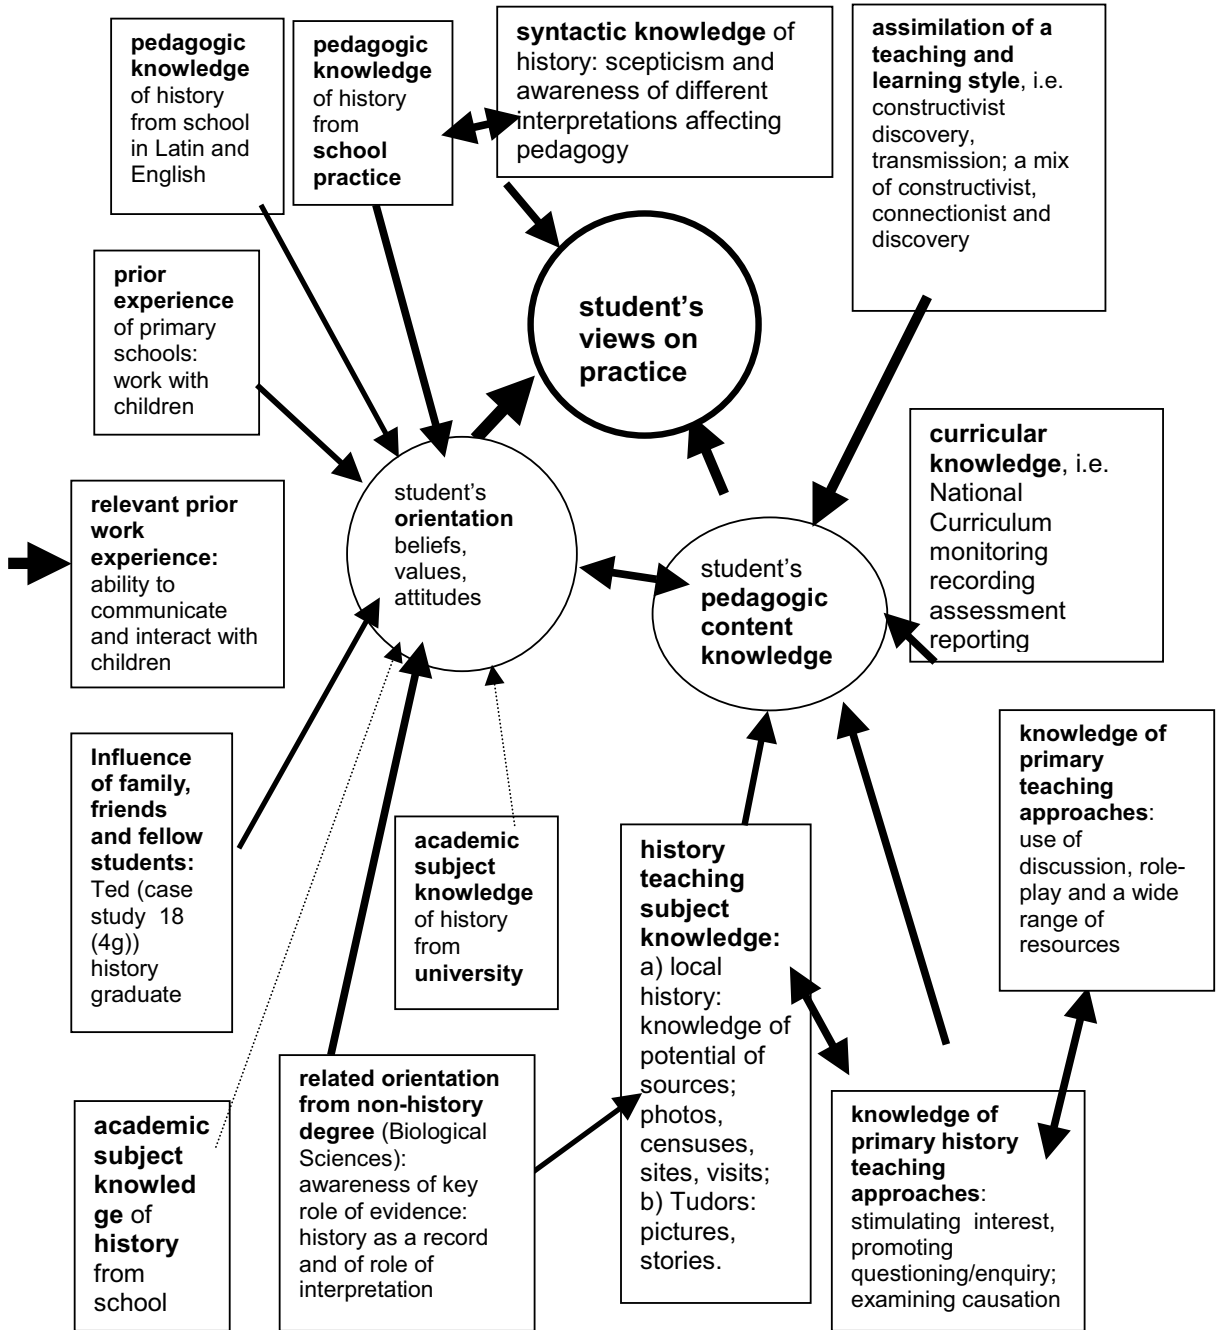 pedagogic
knowledge
of history
from school
in Latin and
English
pedagogic
knowledge
of history
from
school
practice
syntactic knowledge of
history: scepticism and
awareness of different
interpretations affecting
pedagogy
assimilation of a
teaching and
learning style, i.e.
constructivist
discovery,
transmission; a mix
of constructivist,
connectionist and
discovery
prior
experience
of primary
schools:
work with
children
student's
views on
practice
relevant prior
work
experience:
ability to
communicate
and interact with
children
student's
orientation
beliefs,
values,
attitudes
student's
pedagogic
content
knowledge
curricular
knowledge, i.e.
National
Curriculum
monitoring
recording
assessment
reporting
Influence
of family,
friends
and fellow
students:
Ted (case
study 18
(4g))
history
graduate
academic
subject
knowledge
of history
from
university
history
teaching
subject
knowledge:
a) local
history:
knowledge of
potential of
sources;
photos,
censuses,
sites, visits;
b) Tudors:
pictures,
stories.
knowledge of
primary
teaching
approaches:
use of
discussion, role-
play and a wide
range of
resources
academic
subject
knowled
ge of
history
from
school
related orientation
from non-history
degree (Biological
Sciences):
awareness of key
role of evidence:
history as a record
and of role of
interpretation
knowledge of
primary history
teaching
approaches:
stimulating interest,
promoting
questioning/enquiry;
examining causation